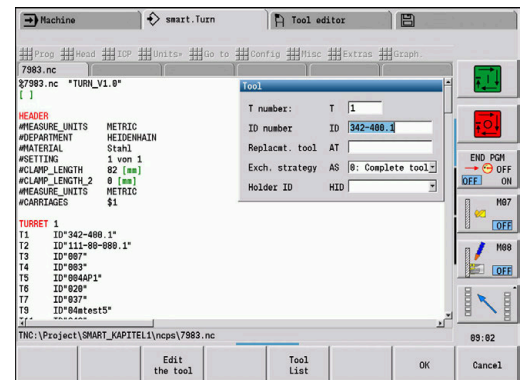 Machine
smart.Turn
Tool editor
Prog Head ICP Units» Go to Config Misc Extras Graph.
7983.nc
%7983.nc "TURN_V1.0"
[ ]
HEADER
#MEASURE_UNITS METRIC
#DEPARTMENT HEIDENHAIN
#MATERIAL Stahl
#SETTING 1 von 1
#CLAMP_LENGTH 82 [mm]
#CLAMP_LENGTH_2 0 [mm]
#MEASURE_UNITS METRIC
#CARRIAGES $1
TURRET 1
T1 ID"342-400.1"
T2 ID"111-80-080.1"
T3 ID"007"
T4 ID"003"
T5 ID"004AP1"
T6 ID"020"
T7 ID"037"
T9 ID"04mtest5"
TNC:\Project\SMART_KAPITEL1\ncps\7983.nc
Tool
T number: T 1
ID number ID 342-400.1
Replacmt. tool AT
Exch. strategy AS 0: Complete tool
Holder ID HID
END PGM
OFF
OFF ON
M07
OFF
M08
OFF
09:02
Edit the tool
Tool List
OK
Cancel